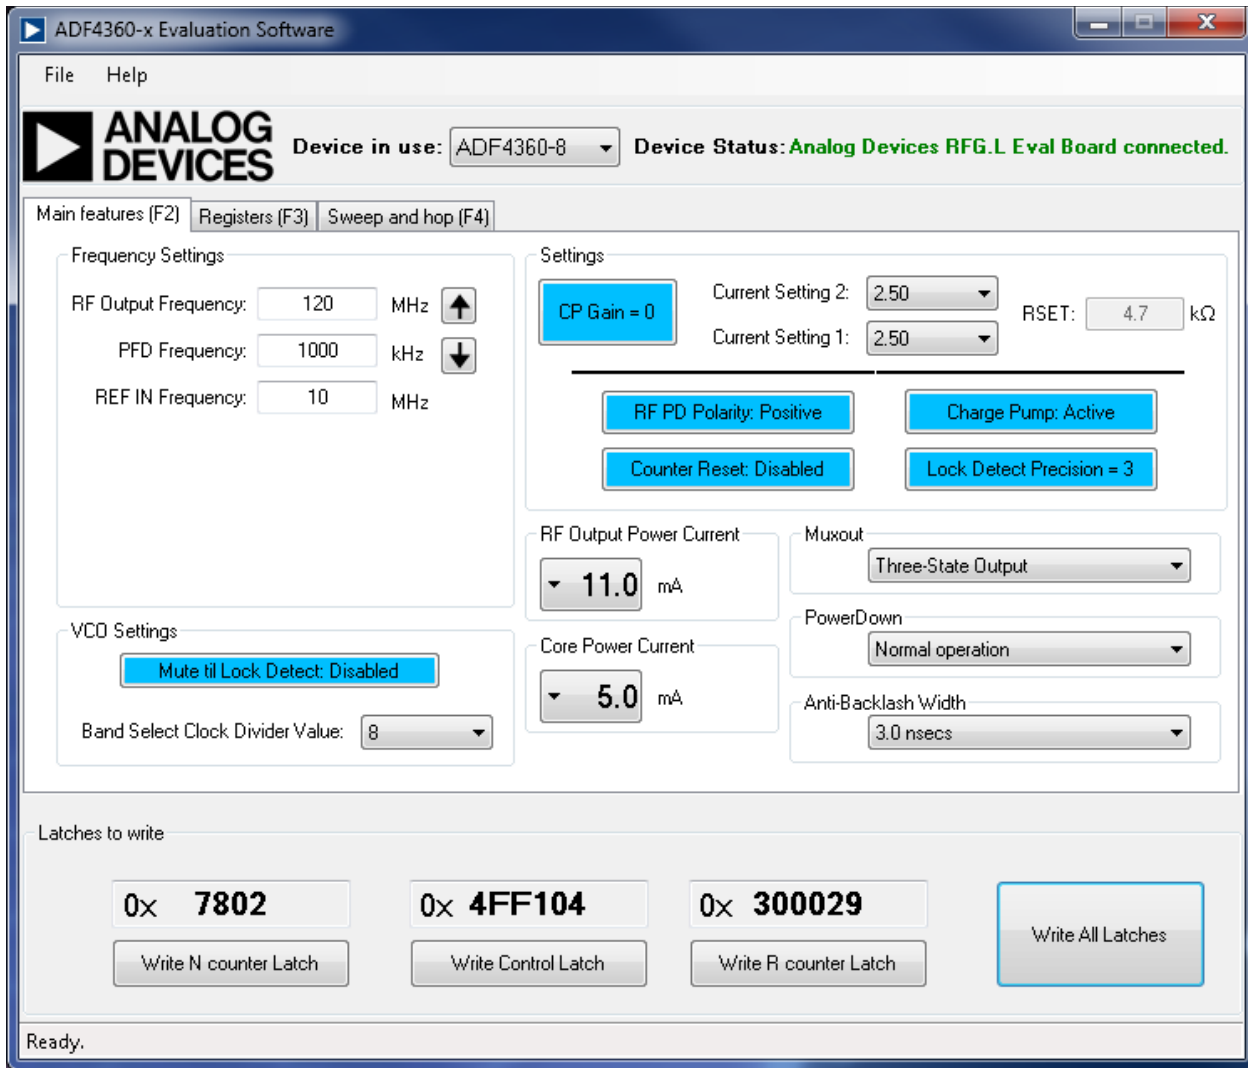 ADF4360-x Evaluation Software
File Help
ANALOG
DEVICES
Device in use: ADF4360-8 Device Status: Analog Devices RFG.L Eval Board connected.
Main features (F2) Registers (F3) Sweep and hop (F4)
Frequency Settings
RF Output Frequency: 120 MHz
PFD Frequency: 1000 kHz
REF IN Frequency: 10 MHz
Settings
CP Gain = 0
Current Setting 2: 2.50
Current Setting 1: 2.50
RSET: 4.7 kΩ
RF PD Polarity: Positive Charge Pump: Active
Counter Reset: Disabled Lock Detect Precision = 3
RF Output Power Current
11.0 mA
Muxout
Three-State Output
VCO Settings
Mute til Lock Detect: Disabled
Band Select Clock Divider Value: 8
Core Power Current
5.0 mA
PowerDown
Normal operation
Anti-Backlash Width
3.0 nsecs
Latches to write
0x 7802 0x 4FF104 0x 300029
Write N counter Latch Write Control Latch Write R counter Latch
Write All Latches
Ready.